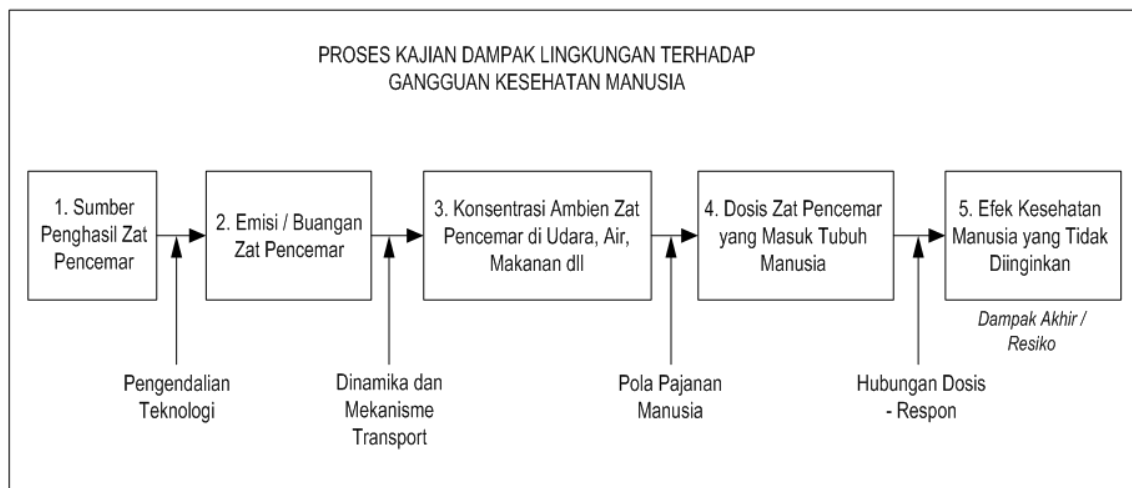 PROSES KAJIAN DAMPAK LINGKUNGAN TERHADAP
GANGGUAN KESEHATAN MANUSIA
1. Sumber
Penghasil Zat
Pencemar
2. Emisi / Buangan
Zat Pencemar
3. Konsentrasi Ambien Zat
Pencemar di Udara, Air,
Makanan dll
4. Dosis Zat Pencemar
yang Masuk Tubuh
Manusia
5. Efek Kesehatan
Manusia yang Tidak
Diinginkan
Dampak Akhir /
Resiko
Pengendalian
Teknologi
Dinamika dan
Mekanisme
Transport
Pola Pajanan
Manusia
Hubungan Dosis
- Respon